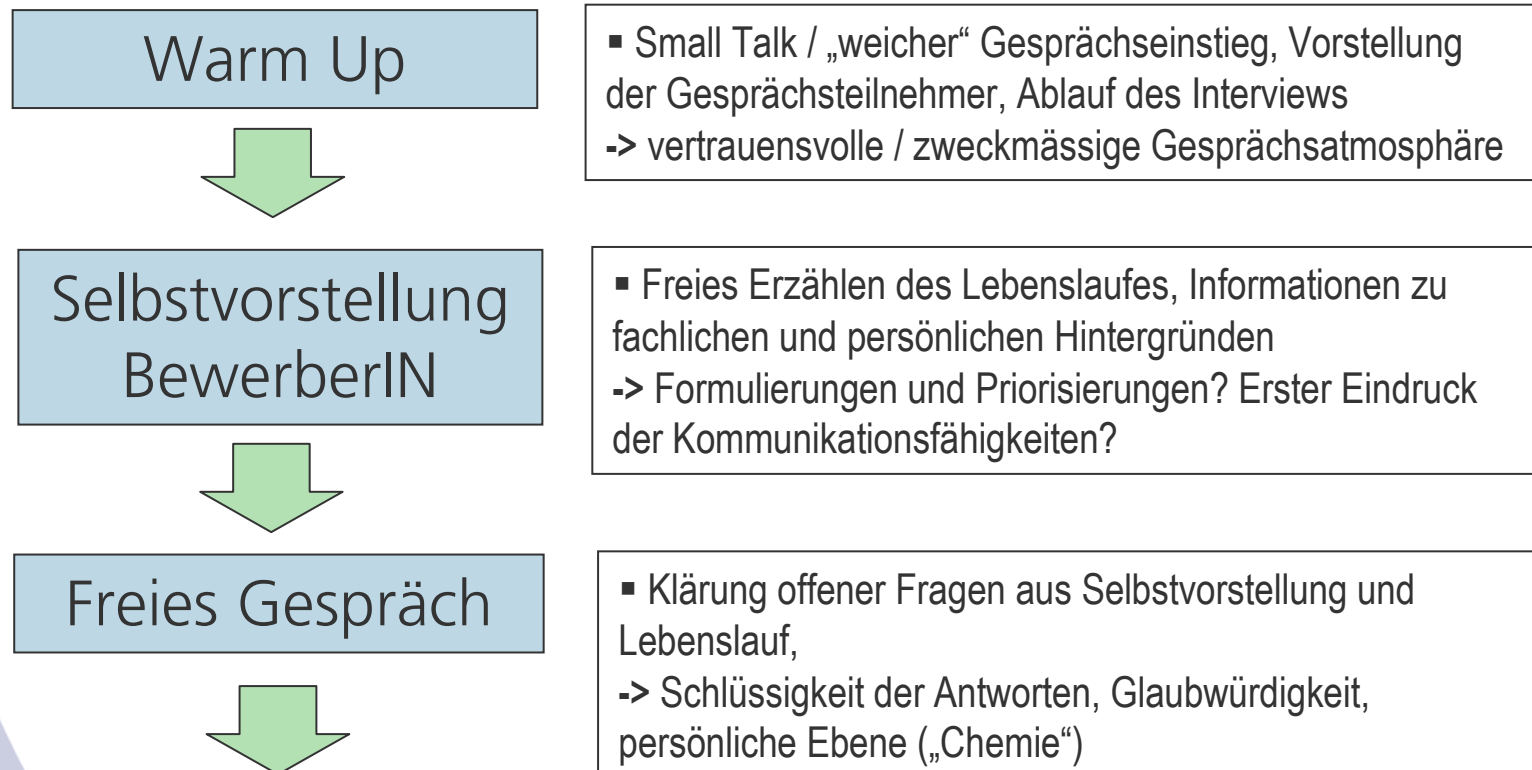 Warm Up
▪ Small Talk / „weicher“ Gesprächseinstieg, Vorstellung
der Gesprächsteilnehmer, Ablauf des Interviews
-> vertrauensvolle / zweckmässige Gesprächsatmosphäre
Selbstvorstellung
BewerberIN
▪ Freies Erzählen des Lebenslaufes, Informationen zu
fachlichen und persönlichen Hintergründen
-> Formulierungen und Priorisierungen? Erster Eindruck
der Kommunikationsfähigkeiten?
Freies Gespräch
▪ Klärung offener Fragen aus Selbstvorstellung und
Lebenslauf,
-> Schlüssigkeit der Antworten, Glaubwürdigkeit,
persönliche Ebene („Chemie“)